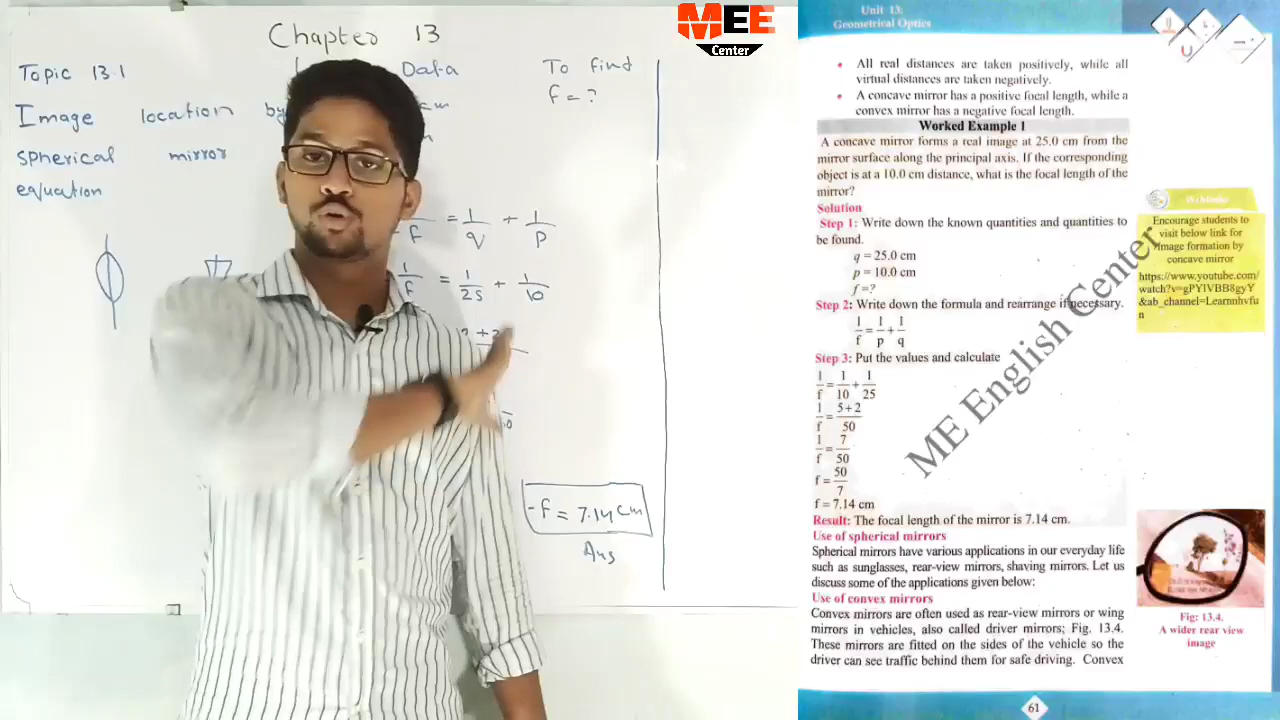 Chapter 13
Topic 13.1
Image location by
spherical mirror
equation
Data
To find
f = ?
= 1/q + 1/p
1/f = 1/25 + 1/10
f = 7.14 cm
Ans
MEE
Center
Unit 13:
Geometrical Optics
• All real distances are taken positively, while all
virtual distances are taken negatively.
• A concave mirror has a positive focal length, while a
convex mirror has a negative focal length.
Worked Example 1
A concave mirror forms a real image at 25.0 cm from the
mirror surface along the principal axis. If the corresponding
object is at a 10.0 cm distance, what is the focal length of the
mirror?
Solution
Step 1: Write down the known quantities and quantities to
be found.
q = 25.0 cm
p = 10.0 cm
f = ?
Step 2: Write down the formula and rearrange if necessary.
1/f = 1/p + 1/q
Step 3: Put the values and calculate
1/f = 1/10 + 1/25
1/f = 5+2/50
1/f = 7/50
f = 50/7
f = 7.14 cm
Result: The focal length of the mirror is 7.14 cm.
Use of spherical mirrors
Spherical mirrors have various applications in our everyday life
such as sunglasses, rear-view mirrors, shaving mirrors. Let us
discuss some of the applications given below:
Use of convex mirrors
Convex mirrors are often used as rear-view mirrors or wing
mirrors in vehicles, also called driver mirrors; Fig. 13.4.
These mirrors are fitted on the sides of the vehicle so the
driver can see traffic behind them for safe driving. Convex
Weblinks
Encourage students to
visit below link for
Image formation by
concave mirror
https://www.youtube.com/
watch?v=gPYlVBB8gyY
&ab_channel=Learnnhvfu
n
Fig: 13.4.
A wider rear view
image
ME English Center
61